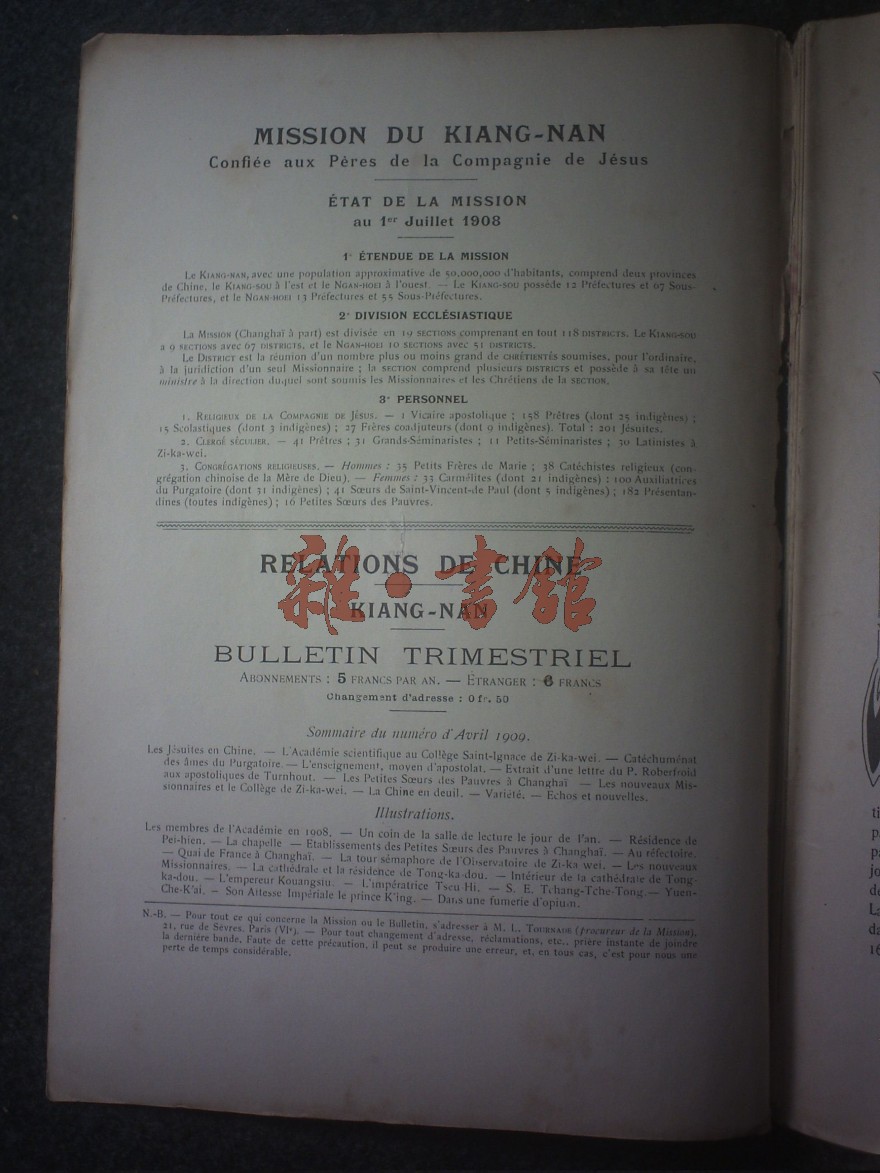 MISSION DU KIANG-NAN
Confiée aux Pères de la Compagnie de Jésus
ÉTAT DE LA MISSION
au 1er Juillet 1908
1° ÉTENDUE DE LA MISSION
Le KIANG-NAN, avec une population approximative de 50,000,000 d'habitants, comprend deux provinces
de Chine, le KIANG-SOU à l'est et le NGAN-HOEI à l'ouest. — Le KIANG-SOU possède 12 Préfectures et 67 Sous-
Préfectures, et le NGAN-HOEI 13 Préfectures et 55 Sous-Préfectures.
2° DIVISION ECCLÉSIASTIQUE
La MISSION (Changhaï à part) est divisée en 19 SECTIONS comprenant en tout 118 DISTRICTS. Le KIANG-SOU
a 9 SECTIONS avec 67 DISTRICTS, et le NGAN-HOEI 10 SECTIONS avec 51 DISTRICTS.
Le DISTRICT est la réunion d'un nombre plus ou moins grand de CHRÉTIENTÉS soumises, pour l'ordinaire,
à la juridiction d'un seul Missionnaire ; la SECTION comprend plusieurs DISTRICTS et possède à sa tête un
ministre à la direction duquel sont soumis les Missionnaires et les Chrétiens de la SECTION.
3° PERSONNEL
1. RELIGIEUX DE LA COMPAGNIE DE JÉSUS. — 1 Vicaire apostolique ; 158 Prêtres (dont 25 indigènes) ;
15 Scolastiques (dont 3 indigènes) ; 27 Frères coadjuteurs (dont 9 indigènes). Total : 201 Jésuites.
2. CLERGÉ SÉCULIER. — 41 Prêtres ; 31 Grands-Séminaristes ; 11 Petits-Séminaristes ; 30 Latinistes à
Zi-ka-wei.
3. CONGRÉGATIONS RELIGIEUSES. — Hommes : 35 Petits Frères de Marie ; 38 Catéchistes religieux (con-
grégation chinoise de la Mère de Dieu). — Femmes : 33 Carmélites (dont 21 indigènes) : 100 Auxiliatrices
du Purgatoire (dont 31 indigènes) ; 41 Sœurs de Saint-Vincent-de Paul (dont 5 indigènes) ; 182 Présentan-
dines (toutes indigènes) ; 16 Petites Sœurs des Pauvres.
RELATIONS DE CHINE
雜·書館
KIANG-NAN
BULLETIN TRIMESTRIEL
ABONNEMENTS : 5 FRANCS PAR AN. — ÉTRANGER : 6 FRANCS
Changement d'adresse : 0 fr. 50
Sommaire du numéro d'Avril 1909.
Les Jésuites en Chine. — L'Académie scientifique au Collège Saint-Ignace de Zi-ka-wei. — Catéchuménat
des âmes du Purgatoire. — L'enseignement, moyen d'apostolat. — Extrait d'une lettre du P. Roberfroid
aux apostoliques de Turnhout. — Les Petites Sœurs des Pauvres à Changhaï — Les nouveaux Mis-
sionnaires et le Collège de Zi-ka-wei. — La Chine en deuil. — Variété. — Echos et nouvelles.
Illustrations.
Les membres de l'Académie en 1908. — Un coin de la salle de lecture le jour de l'an. — Résidence de
Pei-hien. — La chapelle — Etablissements des Petites Sœurs des Pauvres à Changhaï. — Au réfectoire.
— Quai de France à Changhaï. — La tour sémaphore de l'Observatoire de Zi-ka wei. — Les nouveaux
Missionnaires. — La cathédrale et la résidence de Tong-ka-dou. — Intérieur de la cathédrale de Tong-
ka-dou. — L'empereur Kouangsiu. — L'impératrice Tseu-Hi. — S. E. Tchang-Tche-Tong. — Yuen-
Che-K'ai. — Son Altesse Impériale le prince K'ing. — Dans une fumerie d'opium.
N.-B. — Pour tout ce qui concerne la Mission ou le Bulletin, s'adresser à M. L. TOURNADE (procureur de la Mission),
21, rue de Sèvres, Paris (VIe). — Pour tout changement d'adresse, réclamations, etc., prière instante de joindre
la dernière bande. Faute de cette précaution, il peut se produire une erreur, et, en tous cas, c'est pour nous une
perte de temps considérable.